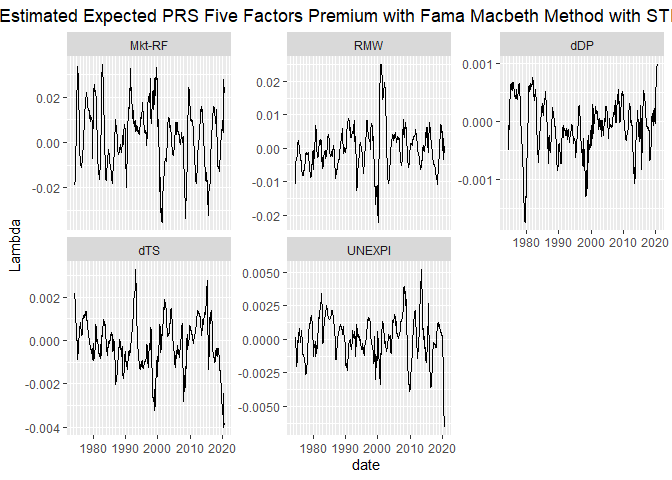 Estimated Expected PRS Five Factors Premium with Fama Macbeth Method with STI
Mkt-RF RMW dDP
0.02 0.02 0.001
0.01
0.00 0.00 0.000
-0.01
-0.02 -0.02 -0.001
1980 1990 2000 2010 2020
Lambda
dTS UNEXPI
0.0050
0.002 0.0025
0.000 0.0000
-0.002 -0.0025
-0.004 -0.0050
1980 1990 2000 2010 2020 1980 1990 2000 2010 2020
date